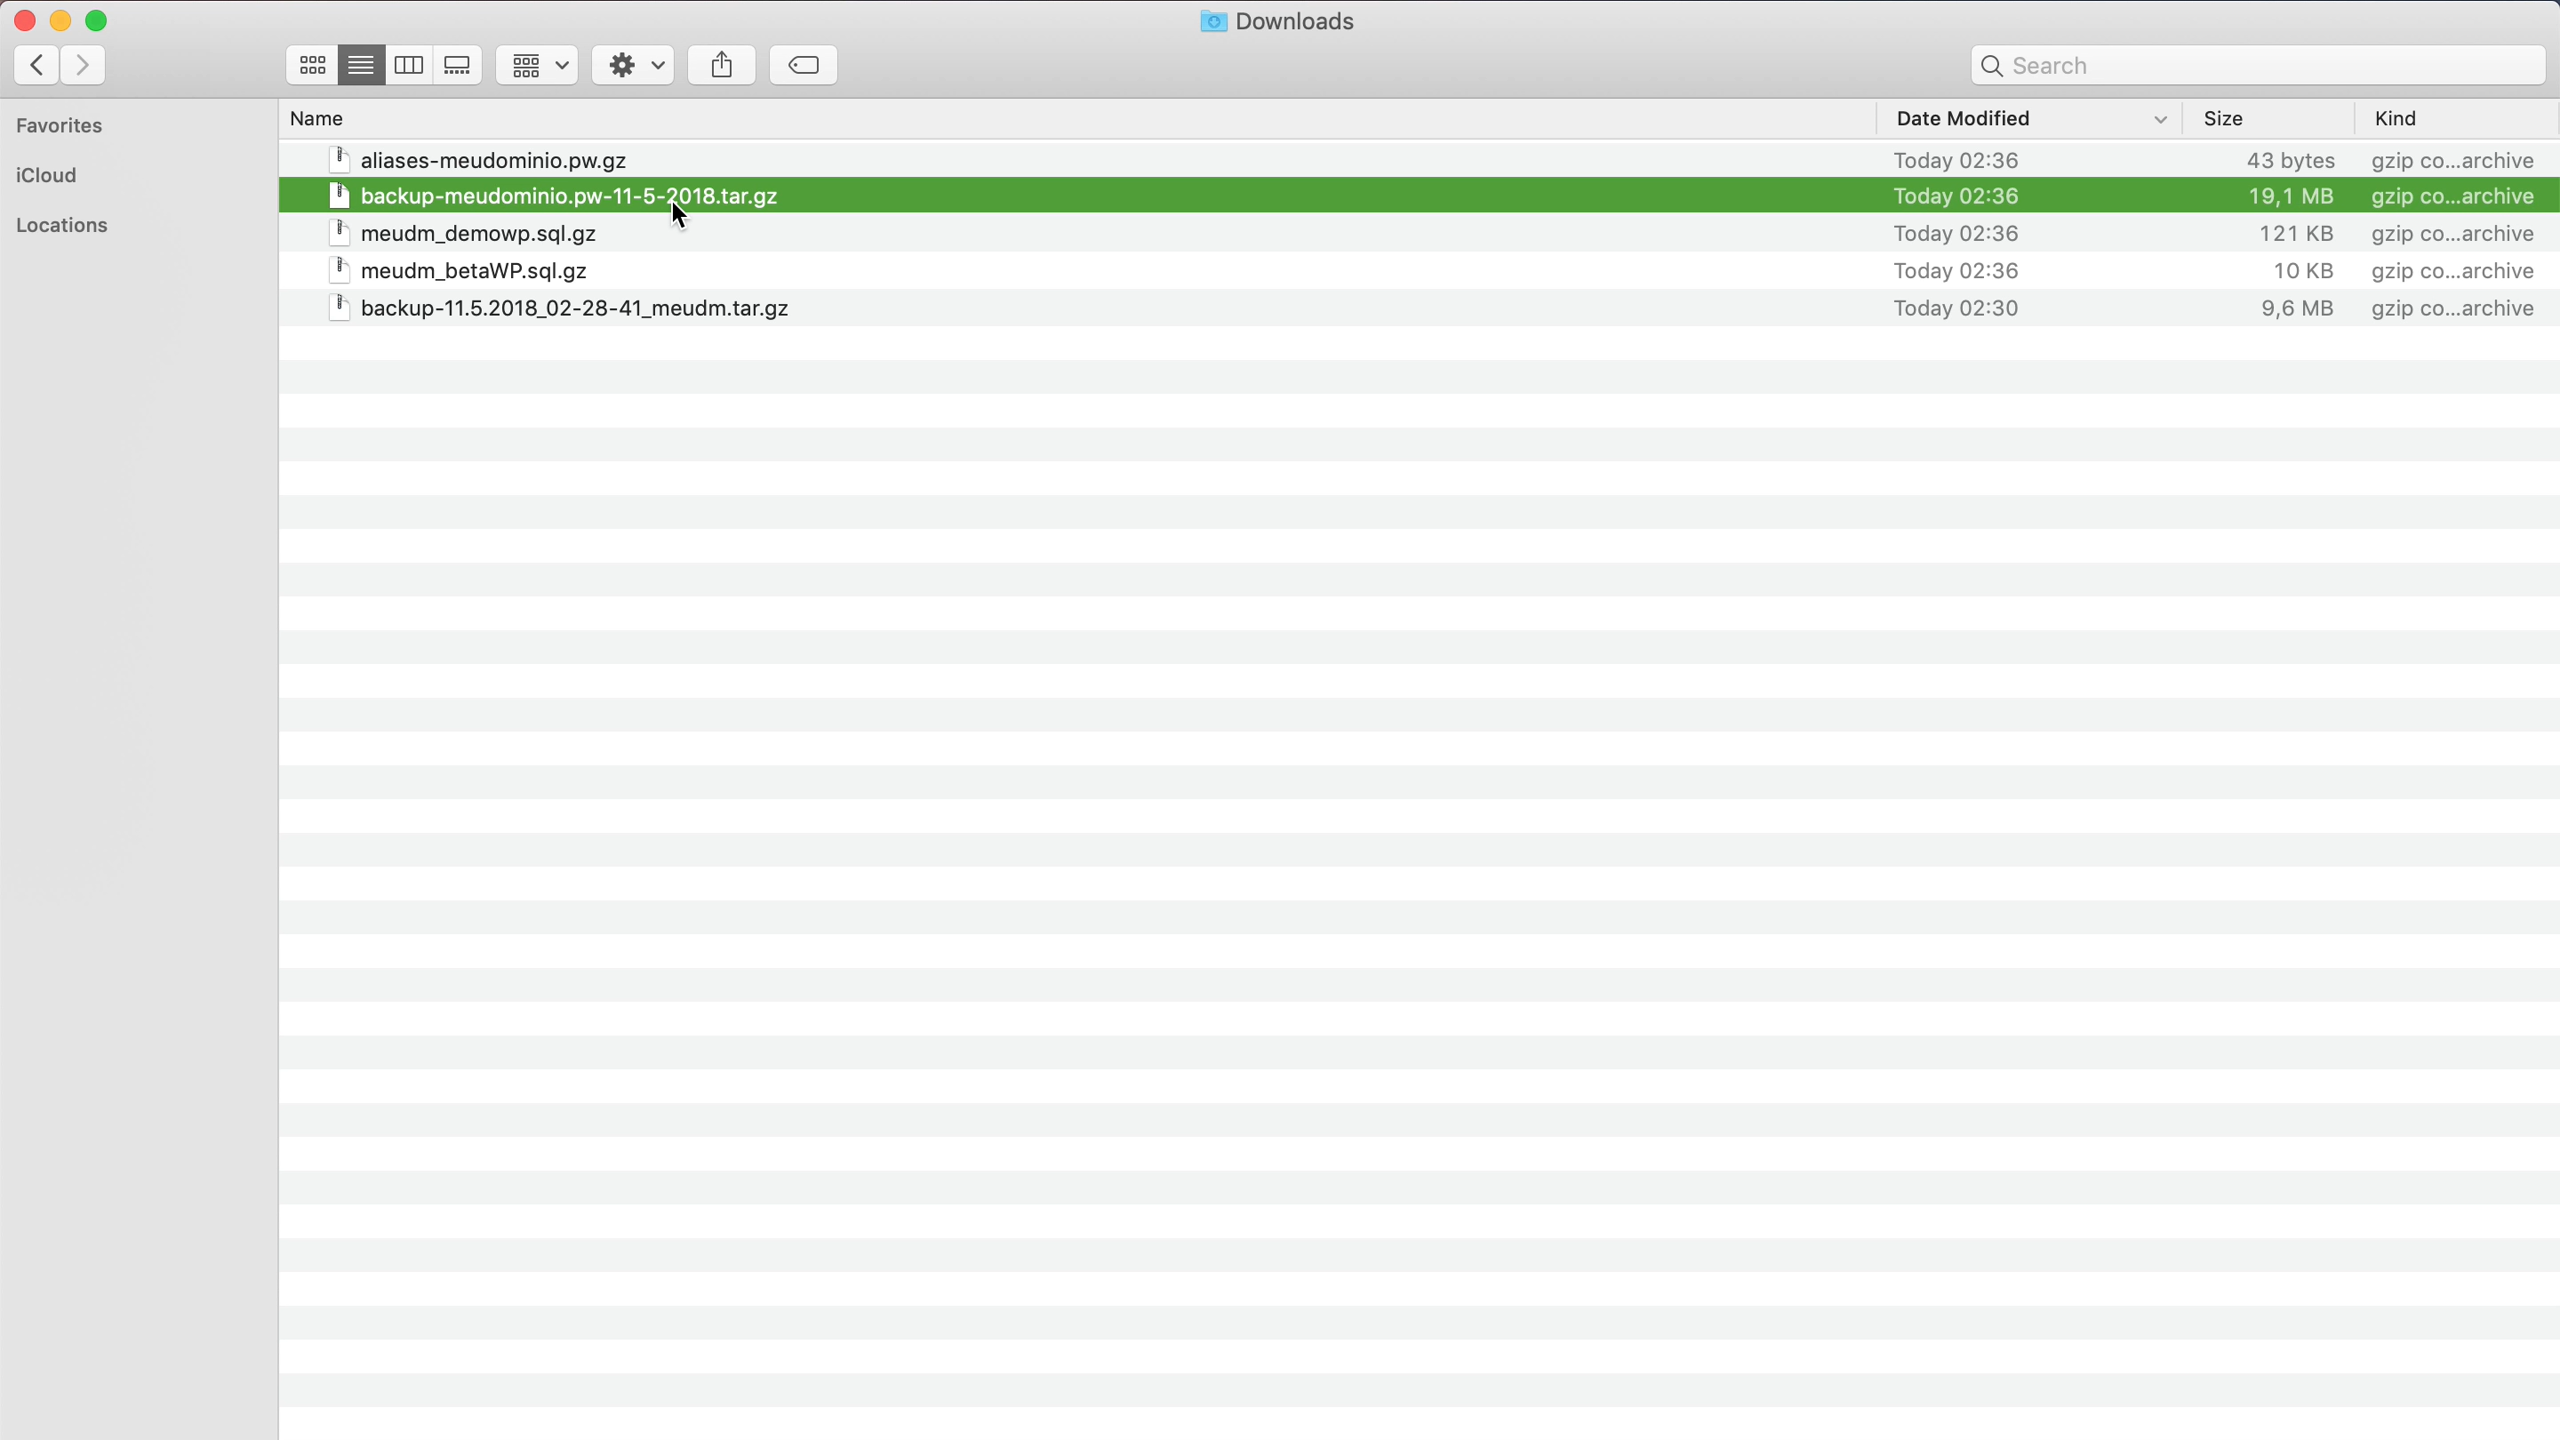 Downloads
Search
Favorites
iCloud
Locations
Name Date Modified Size Kind
aliases-meudominio.pw.gz Today 02:36 43 bytes gzip co...archive
backup-meudominio.pw-11-5-2018.tar.gz Today 02:36 19,1 MB gzip co...archive
meudm_demowp.sql.gz Today 02:36 121 KB gzip co...archive
meudm_betaWP.sql.gz Today 02:36 10 KB gzip co...archive
backup-11.5.2018_02-28-41_meudm.tar.gz Today 02:30 9,6 MB gzip co...archive